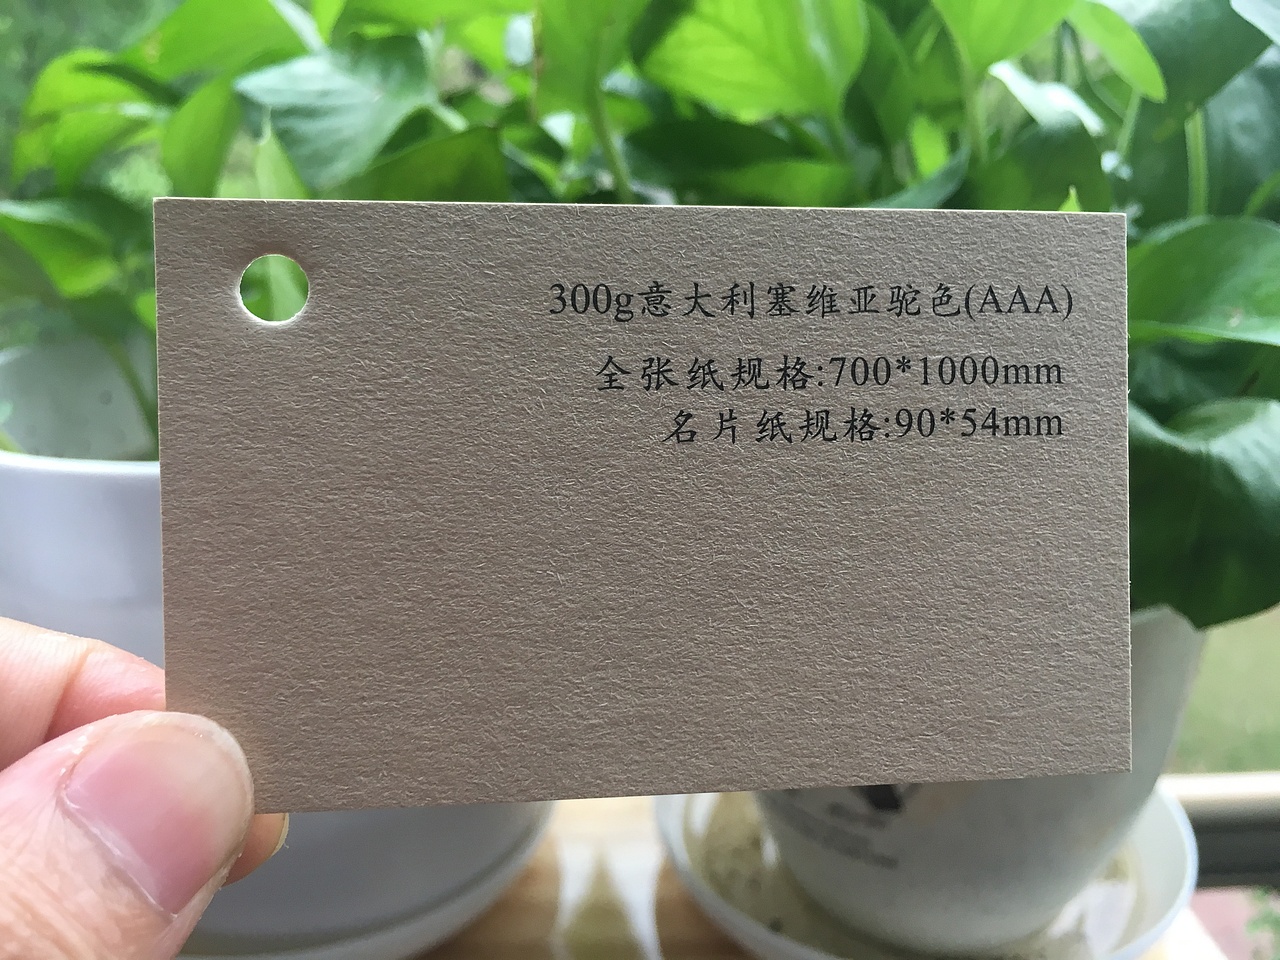 300g意大利塞维亚驼色(AAA)
全张纸规格:700*1000mm
名片纸规格:90*54mm